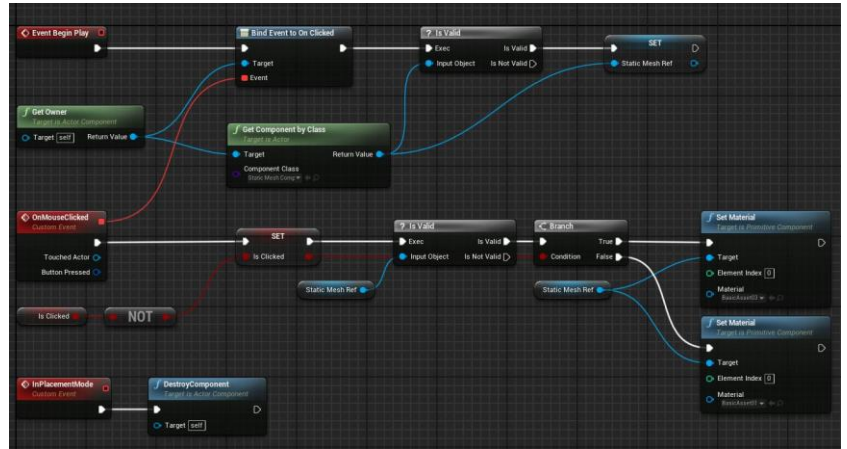 Event Begin Play
Bind Event to On Clicked
Target
Event
? Is Valid
Exec
Is Valid
Input Object
Is Not Valid
SET
Static Mesh Ref
f Get Owner
Target is Actor Component
Target self
Return Value
f Get Component by Class
Target is Actor
Target
Return Value
Component Class
Static Mesh Comp
OnMouseClicked
Custom Event
Touched Actor
Button Pressed
SET
Is Clicked
? Is Valid
Exec
Is Valid
Input Object
Is Not Valid
Static Mesh Ref
Branch
True
Condition
False
Static Mesh Ref
f Set Material
Target is Primitive Component
Target
Element Index 0
Material
Is Clicked
NOT
f Set Material
Target is Primitive Component
Target
Element Index 0
Material
InPlacementMode
Custom Event
f DestroyComponent
Target is Actor Component
Target self